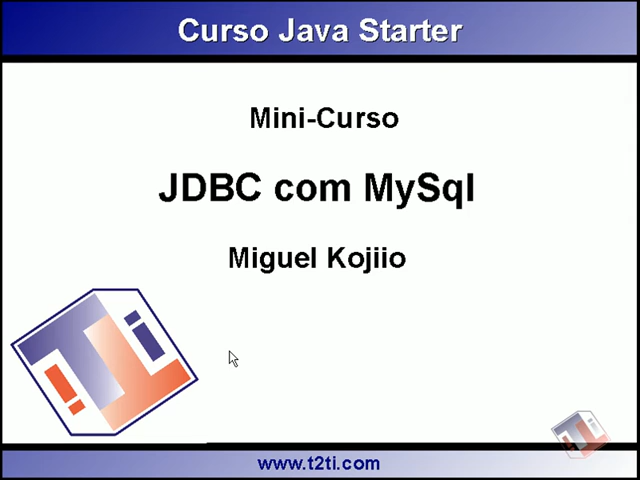 Curso Java Starter
Mini-Curso
JDBC com MySql
Miguel Kojiio
www.t2ti.com